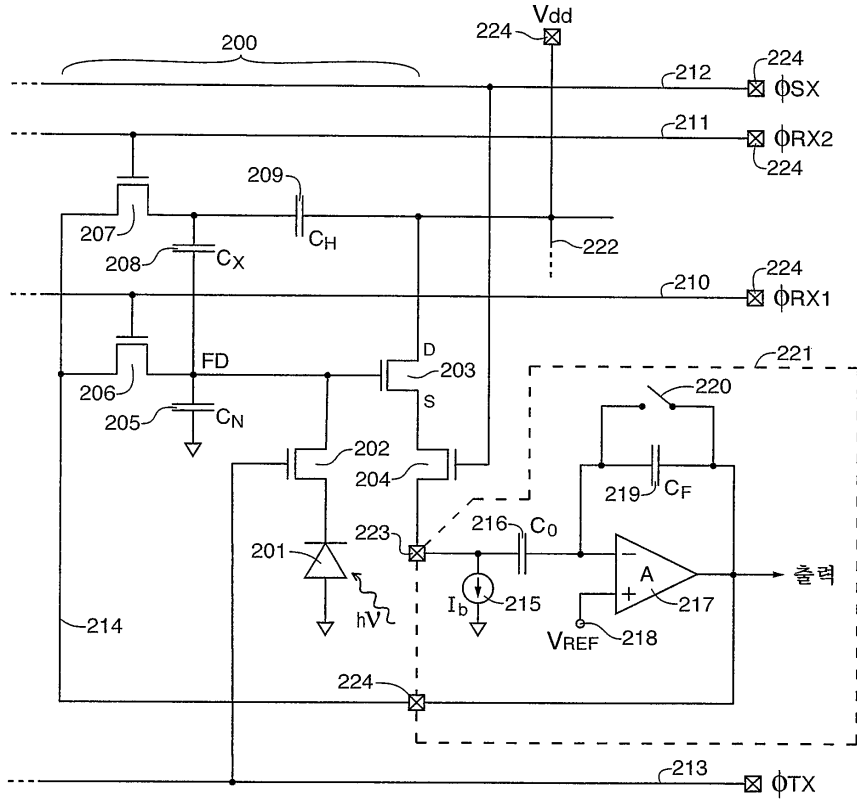 Vdd
224
200
212
224
ϕSX
211
ϕRX2
224
209
207
CH
208
CX
222
224
210
ϕRX1
D
221
FD
203
206
S
220
205
CN
202
204
219
CF
216
C0
223
201
A
출력
Ib
215
217
hν
VREF
218
214
224
213
ϕTX